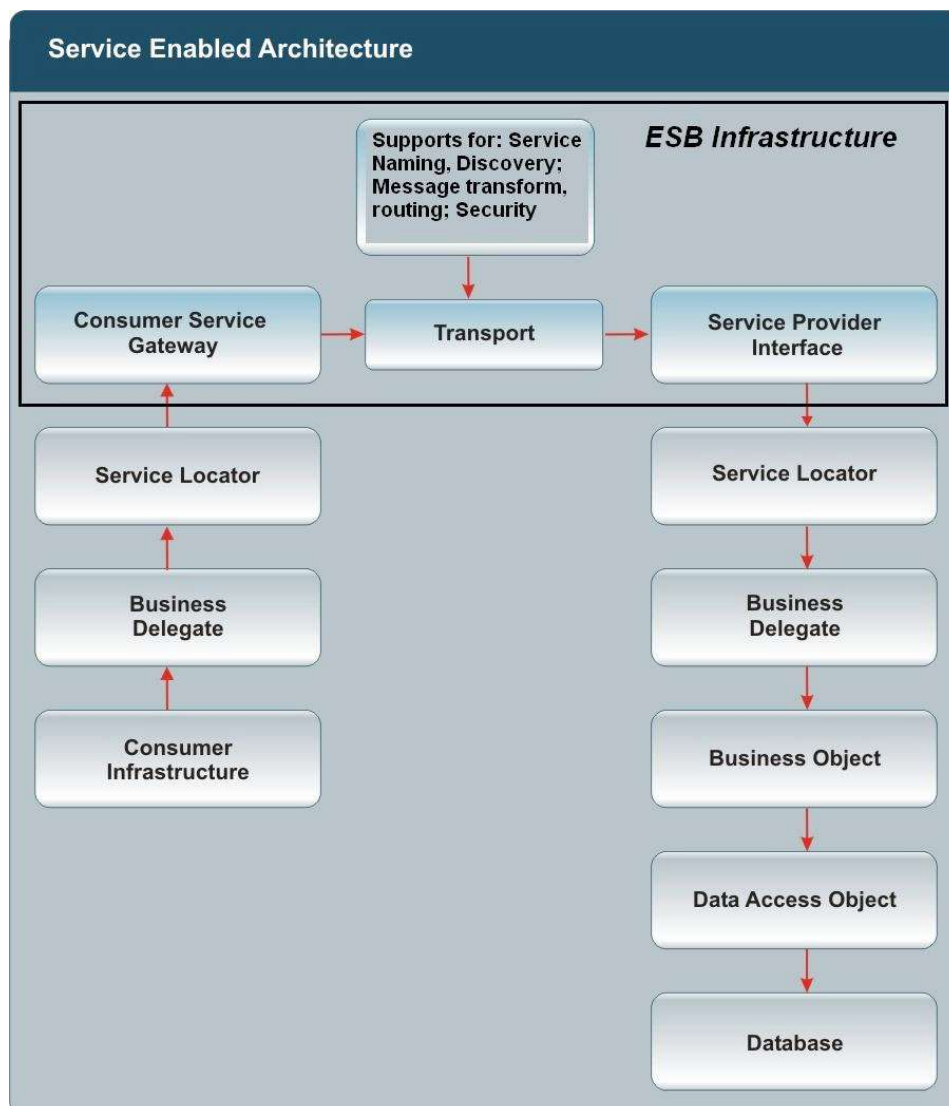 Service Enabled Architecture
ESB Infrastructure
Supports for: Service
Naming, Discovery;
Message transform,
routing; Security
Consumer Service
Gateway
Transport
Service Provider
Interface
Service Locator
Service Locator
Business
Delegate
Business
Delegate
Consumer
Infrastructure
Business Object
Data Access Object
Database